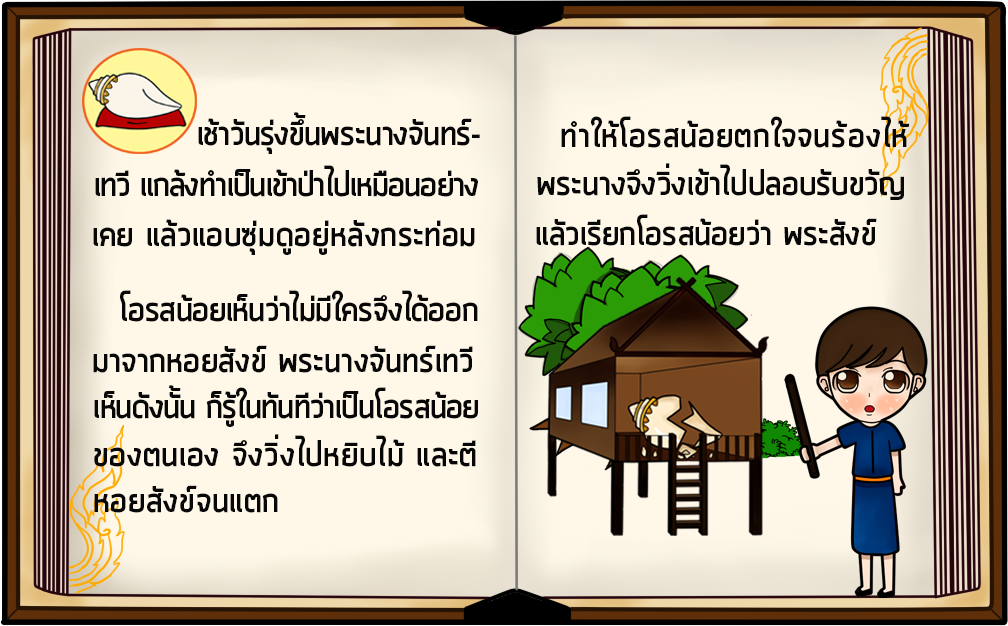 เช้าวันรุ่งขึ้นพระนางจันทร์-
เทวี แกล้งทำเป็นเข้าป่าไปเหมือนอย่าง
เคย แล้วแอบซุ่มดูอยู่หลังกระท่อม
โอรสน้อยเห็นว่าไม่มีใครจึงได้ออก
มาจากหอยสังข์ พระนางจันทร์เทวี
เห็นดังนั้น ก็รู้ในทันทีว่าเป็นโอรสน้อย
ของตนเอง จึงวิ่งไปหยิบไม้ และตี
หอยสังข์จนแตก
ทำให้โอรสน้อยตกใจจนร้องไห้
พระนางจึงวิ่งเข้าไปปลอบรับขวัญ
แล้วเรียกโอรสน้อยว่า พระสังข์